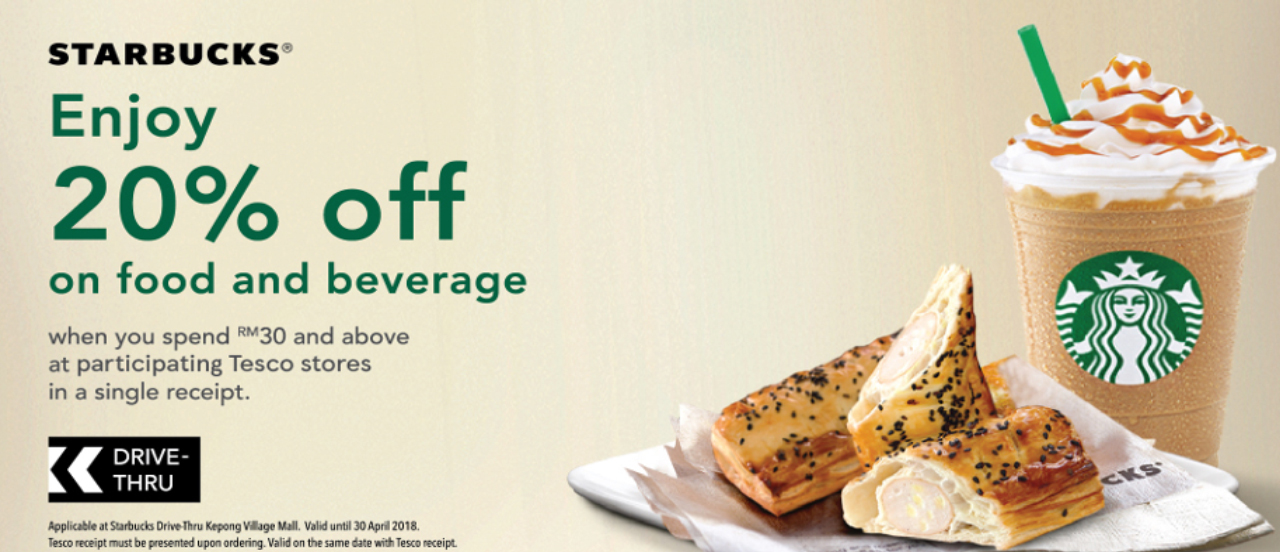 STARBUCKS®
Enjoy
20% off
on food and beverage
when you spend RM30 and above
at participating Tesco stores
in a single receipt.
DRIVE-
THRU
Applicable at Starbucks Drive-Thru Kepong Village Mall. Valid until 30 April 2018.
Tesco receipt must be presented upon ordering. Valid on the same date with Tesco receipt.
CKS